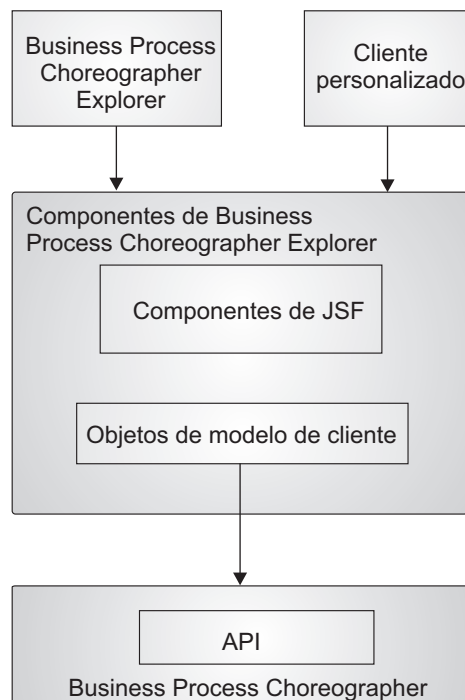 Business Process
Choreographer
Explorer
Cliente
personalizado
Componentes de Business
Process Choreographer Explorer
Componentes de JSF
Objetos de modelo de cliente
API
Business Process Choreographer